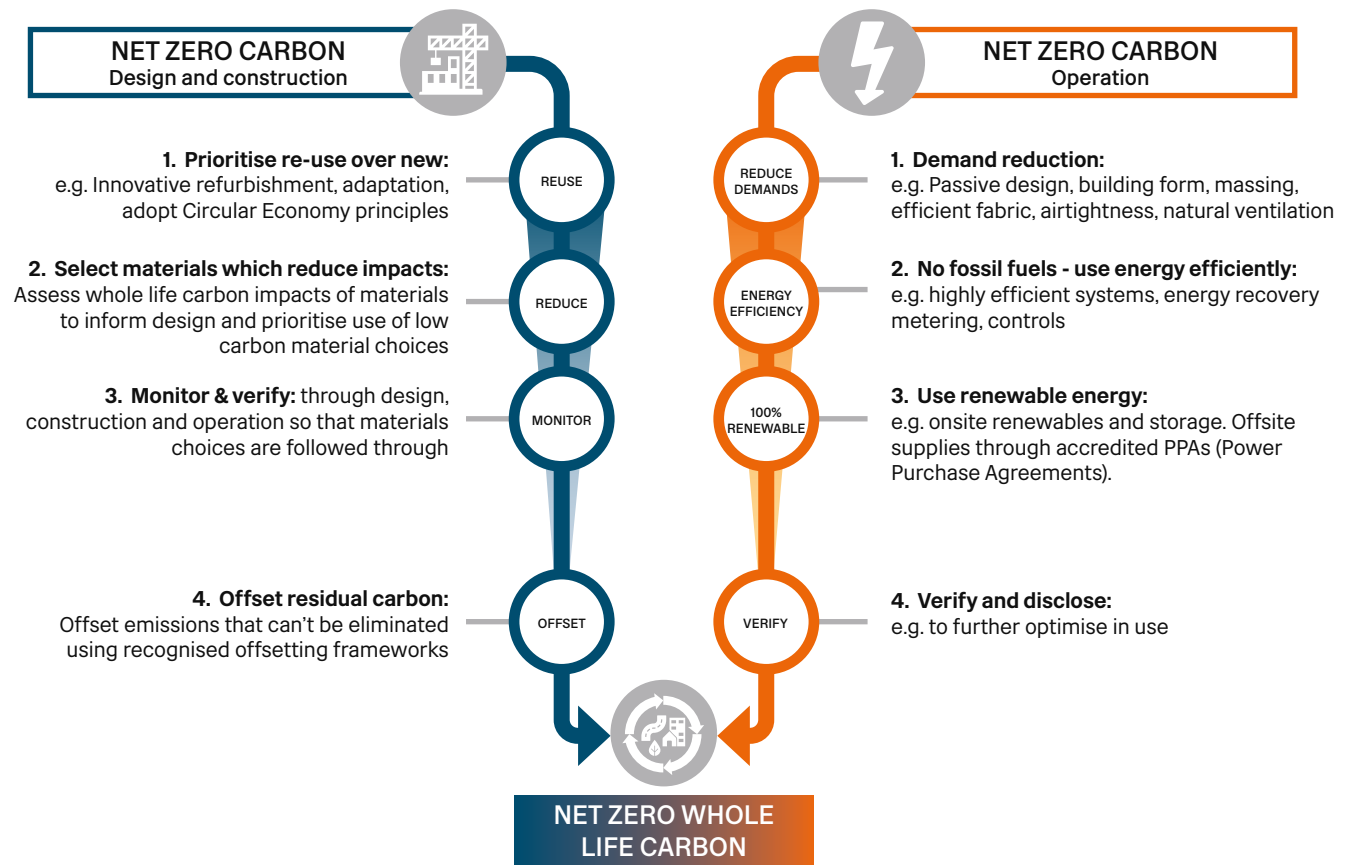 NET ZERO CARBON
Design and construction
1. Prioritise re-use over new:
e.g. Innovative refurbishment, adaptation,
adopt Circular Economy principles
REUSE
2. Select materials which reduce impacts:
Assess whole life carbon impacts of materials
to inform design and prioritise use of low
carbon material choices
REDUCE
3. Monitor & verify: through design,
construction and operation so that materials
choices are followed through
MONITOR
4. Offset residual carbon:
Offset emissions that can't be eliminated
using recognised offsetting frameworks
OFFSET
NET ZERO CARBON
Operation
REDUCE
DEMANDS
1. Demand reduction:
e.g. Passive design, building form, massing,
efficient fabric, airtightness, natural ventilation
ENERGY
EFFICIENCY
2. No fossil fuels - use energy efficiently:
e.g. highly efficient systems, energy recovery
metering, controls
100%
RENEWABLE
3. Use renewable energy:
e.g. onsite renewables and storage. Offsite
supplies through accredited PPAs (Power
Purchase Agreements).
VERIFY
4. Verify and disclose:
e.g. to further optimise in use
NET ZERO WHOLE
LIFE CARBON